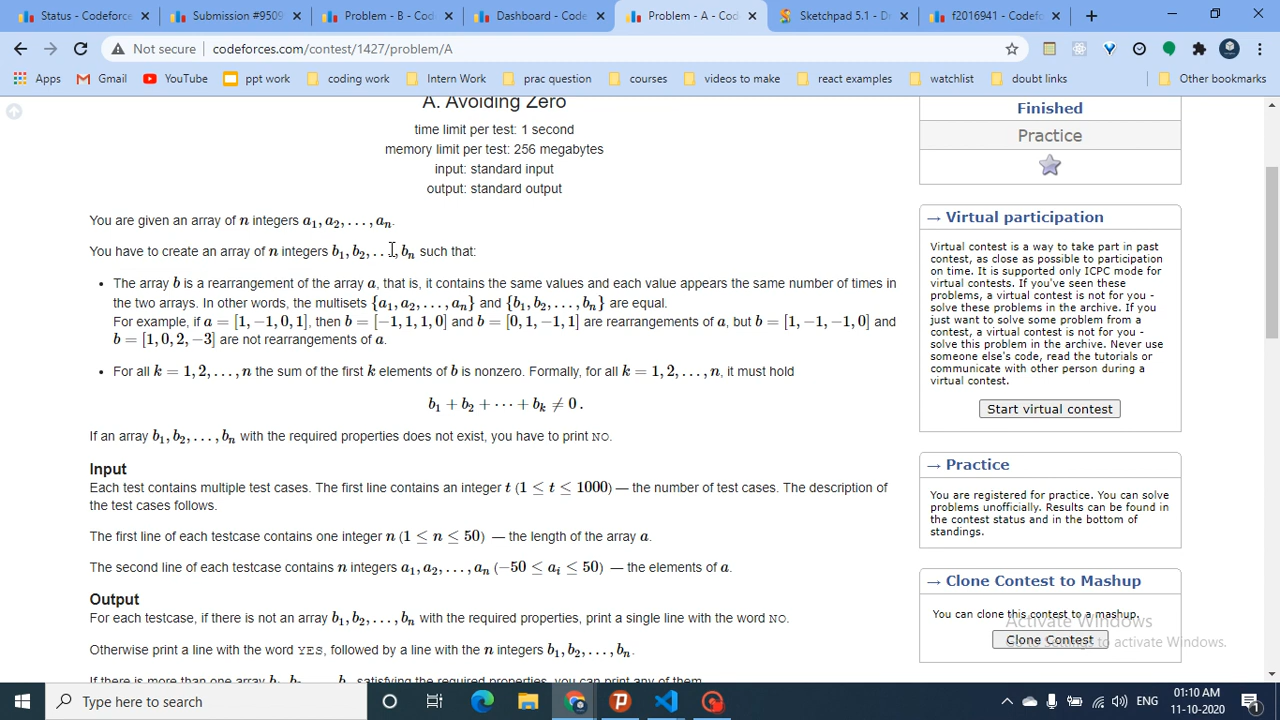 Status - Codeforce
Submission #9509
Problem - B - Cod
Dashboard - Code
Problem - A - Cod
Sketchpad 5.1 - D
f2016941 - Codefo
Not secure
codeforces.com/contest/1427/problem/A
Apps
Gmail
YouTube
ppt work
coding work
Intern Work
prac question
courses
videos to make
react examples
watchlist
doubt links
Other bookmarks
A. Avoiding Zero
time limit per test: 1 second
memory limit per test: 256 megabytes
input: standard input
output: standard output
You are given an array of n integers a₁, a₂, …, aₙ.
You have to create an array of n integers b₁, b₂, …, bₙ such that:
• The array b is a rearrangement of the array a, that is, it contains the same values and each value appears the same number of times in
the two arrays. In other words, the multisets {a₁, a₂, …, aₙ} and {b₁, b₂, …, bₙ} are equal.
For example, if a = [1, −1, 0, 1], then b = [−1, 1, 1, 0] and b = [0, 1, −1, 1] are rearrangements of a, but b = [1, −1, −1, 0] and
b = [1, 0, 2, −3] are not rearrangements of a.
• For all k = 1, 2, …, n the sum of the first k elements of b is nonzero. Formally, for all k = 1, 2, …, n, it must hold
b₁ + b₂ + ⋯ + bₖ ≠ 0 .
If an array b₁, b₂, …, bₙ with the required properties does not exist, you have to print NO.
Input
Each test contains multiple test cases. The first line contains an integer t (1 ≤ t ≤ 1000) — the number of test cases. The description of
the test cases follows.
The first line of each testcase contains one integer n (1 ≤ n ≤ 50) — the length of the array a.
The second line of each testcase contains n integers a₁, a₂, …, aₙ (−50 ≤ aᵢ ≤ 50) — the elements of a.
Output
For each testcase, if there is not an array b₁, b₂, …, bₙ with the required properties, print a single line with the word NO.
Otherwise print a line with the word YES, followed by a line with the n integers b₁, b₂, …, bₙ.
If there is more than one array b₁ b₂ … bₙ satisfying the required properties, you can print any of them.
Finished
Practice
→ Virtual participation
Virtual contest is a way to take part in past
contest, as close as possible to participation
on time. It is supported only ICPC mode for
virtual contests. If you've seen these
problems, a virtual contest is not for you -
solve these problems in the archive. If you
just want to solve some problem from a
contest, a virtual contest is not for you -
solve this problem in the archive. Never use
someone else's code, read the tutorials or
communicate with other person during a
virtual contest.
Start virtual contest
→ Practice
You are registered for practice. You can solve
problems unofficially. Results can be found in
the contest status and in the bottom of
standings.
→ Clone Contest to Mashup
You can clone this contest to a mashup.
Clone Contest
Activate Windows
Go to Settings to activate Windows.
Type here to search
ENG
01:10 AM
11-10-2020
1